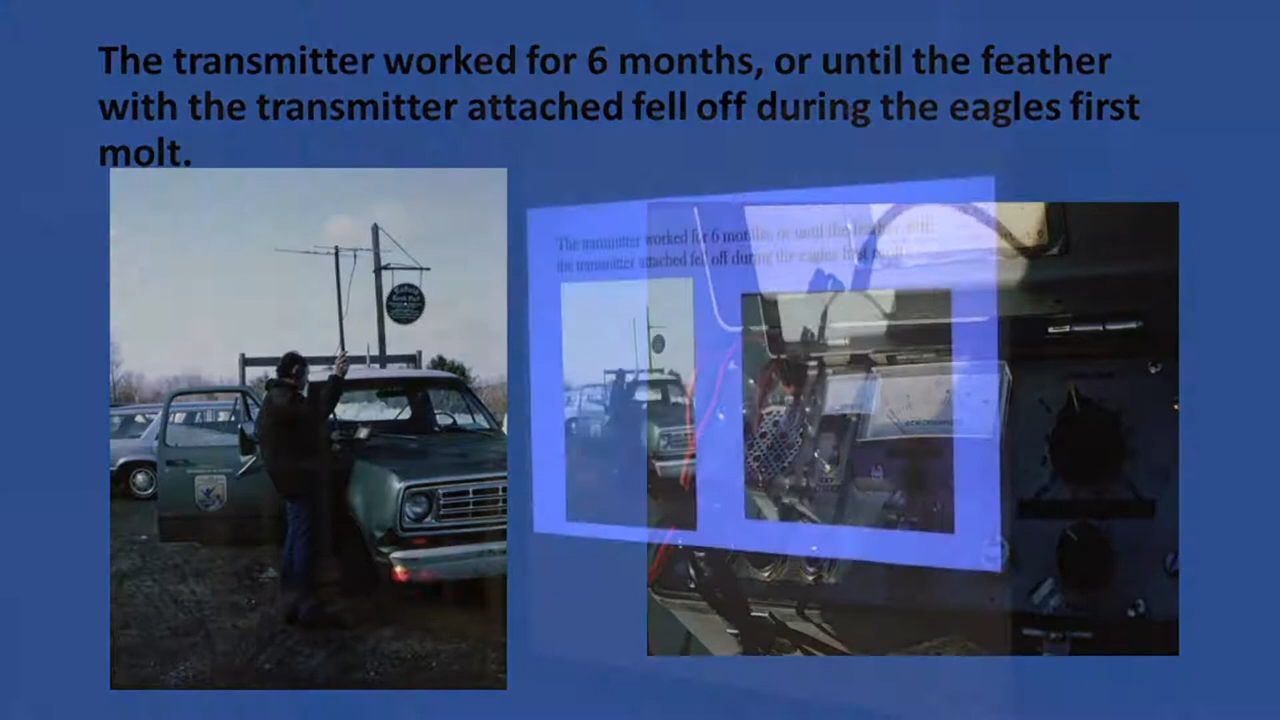 The transmitter worked for 6 months, or until the feather
with the transmitter attached fell off during the eagles first
molt.
The transmitter worked for 6 months, or until the feather with
the transmitter attached fell off during the eagles first molt.